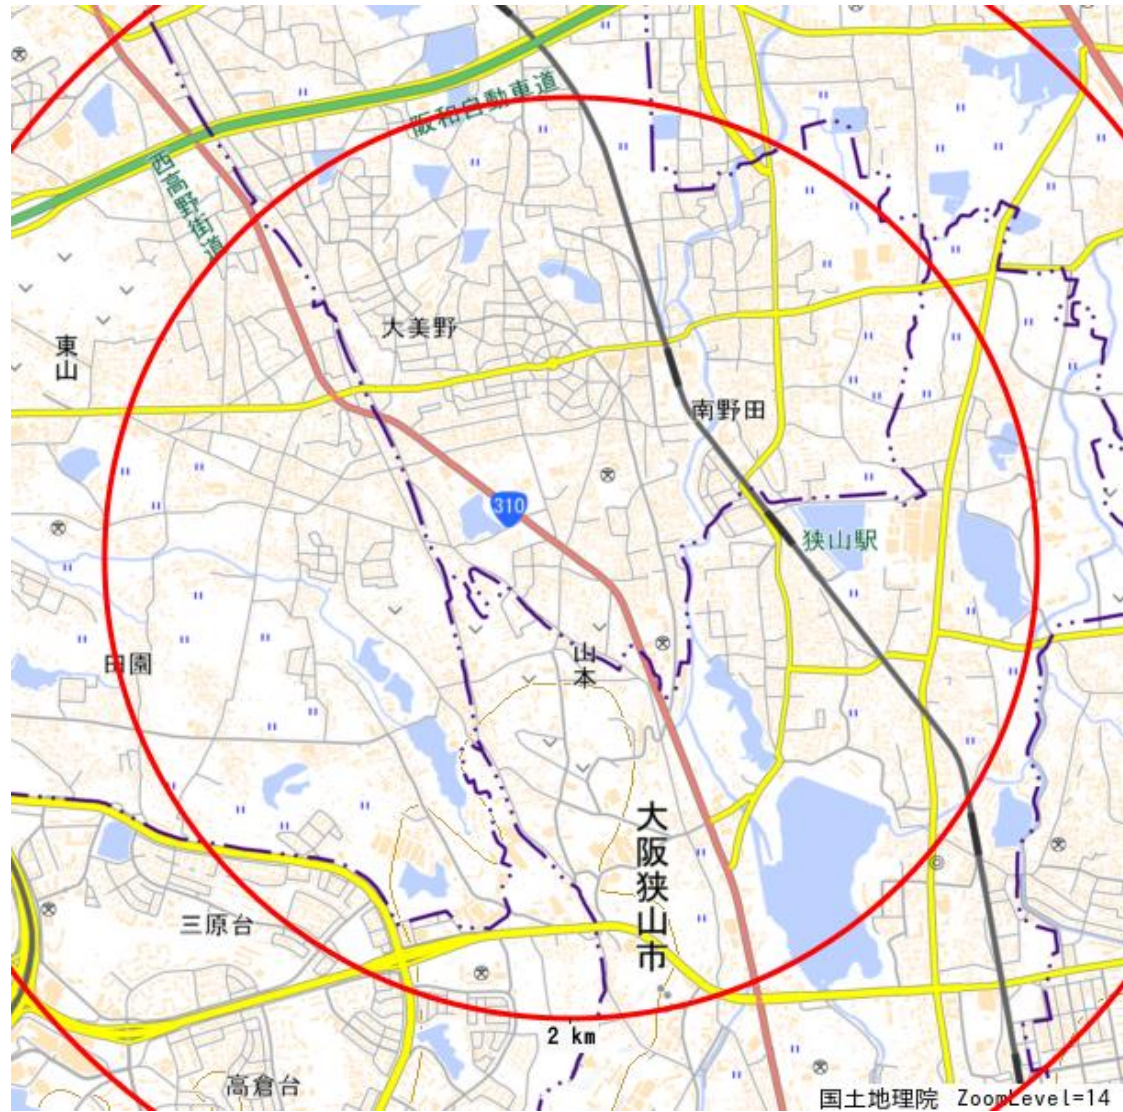 阪和自動車道
西高野街道
大美野
東山
南野田
310
狭山駅
田園
山本
大阪狭山市
三原台
2 km
高倉台
国土地理院 ZoomLevel=14